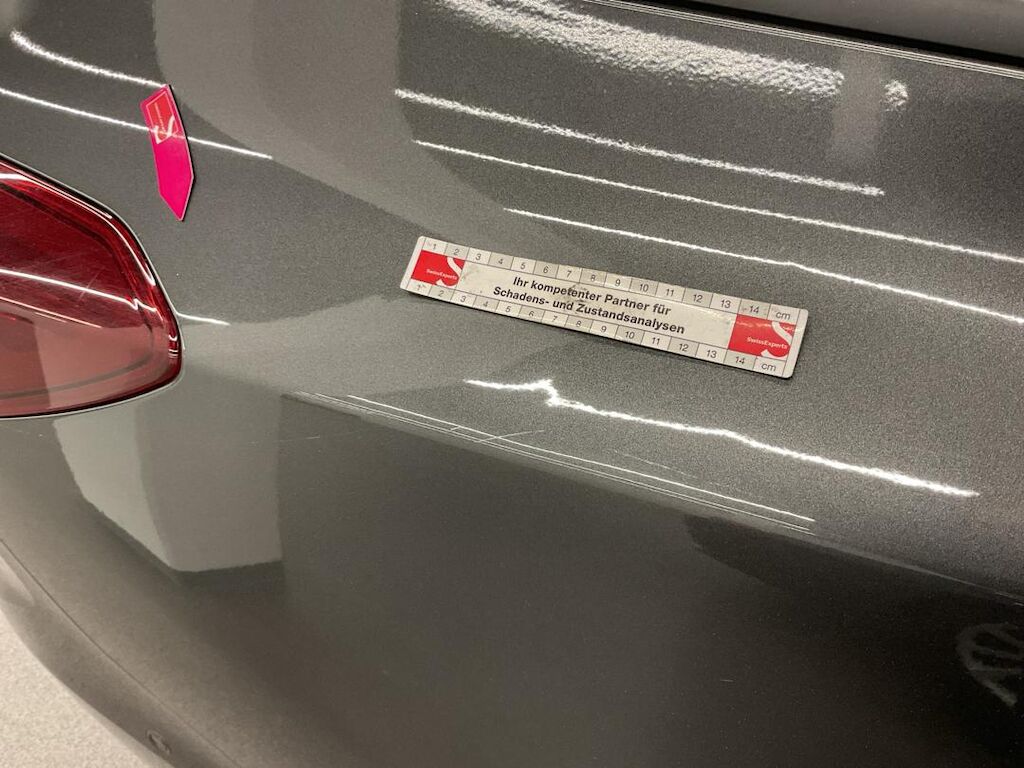 1 2 3 4 5 6 7 8 9 10 11 12 13 14 cm
SwissExperts
Ihr kompetenter Partner für
Schadens- und Zustandsanalysen
SwissExperts
1 2 3 4 5 6 7 8 9 10 11 12 13 14 cm